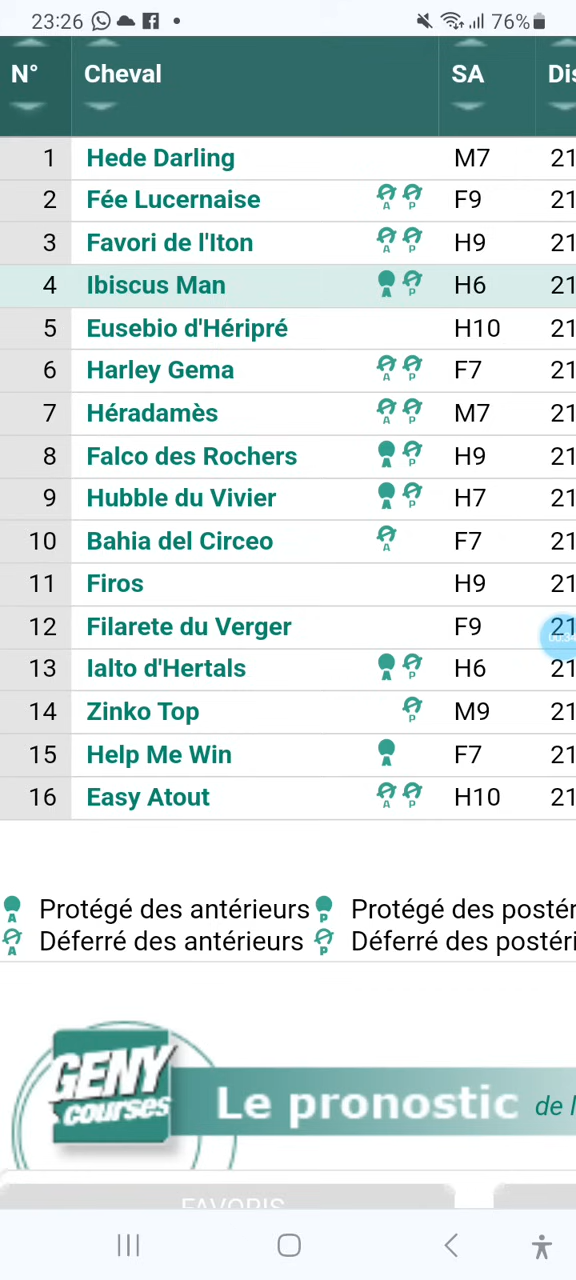 23:26 76%
N° Cheval SA Dis
1 Hede Darling M7 21
2 Fée Lucernaise A P F9 21
3 Favori de l'Iton A P H9 21
4 Ibiscus Man A P H6 21
5 Eusebio d'Héripré H10 21
6 Harley Gema A P F7 21
7 Héradamès A P M7 21
8 Falco des Rochers A P H9 21
9 Hubble du Vivier A P H7 21
10 Bahia del Circeo A F7 21
11 Firos H9 21
12 Filarete du Verger F9 21
13 Ialto d'Hertals A P H6 21
14 Zinko Top P M9 21
15 Help Me Win A F7 21
16 Easy Atout A P H10 21
A Protégé des antérieurs P Protégé des postér
A Déferré des antérieurs P Déferré des postéri
GENY
courses
Le pronostic de l
FAVORIS